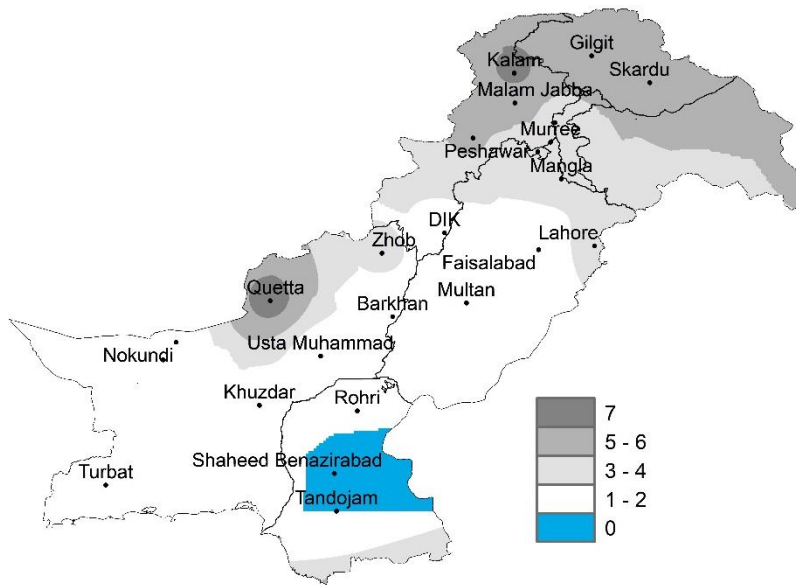 Gilgit
Kalam
Skardu
Malam Jabba
Murree
Peshawar
Mangla
DIK
Lahore
Zhob
Faisalabad
Quetta
Multan
Barkhan
Usta Muhammad
Nokundi
Khuzdar
Rohri
7
5 - 6
Shaheed Benazirabad
3 - 4
Turbat
Tandojam
1 - 2
0